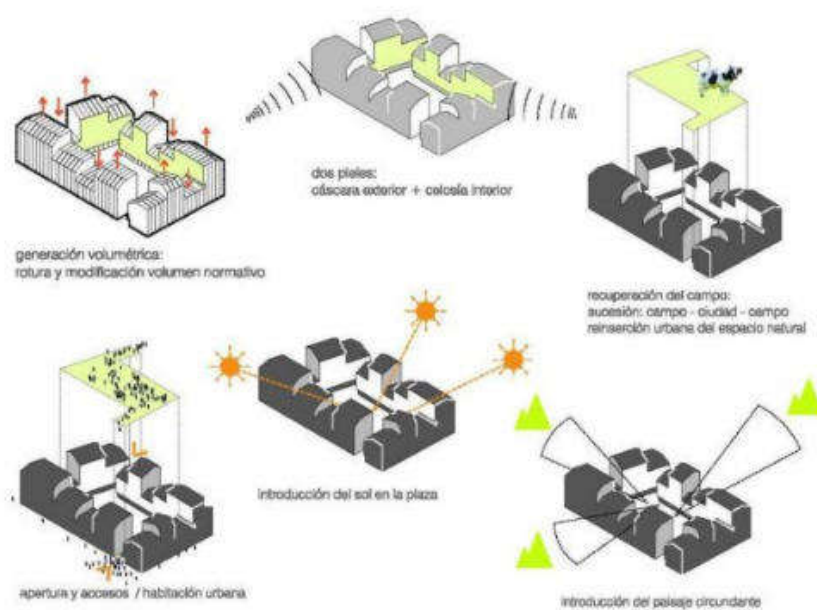 dos pieles:
cáscara exterior + celosía interior
generación volumétrica:
rotura y modificación volumen normativo
recuperación del campo:
sucesión: campo - ciudad - campo
reinserción urbana del espacio natural
introducción del sol en la plaza
apertura y accesos / habitación urbana
introducción del paisaje circundante